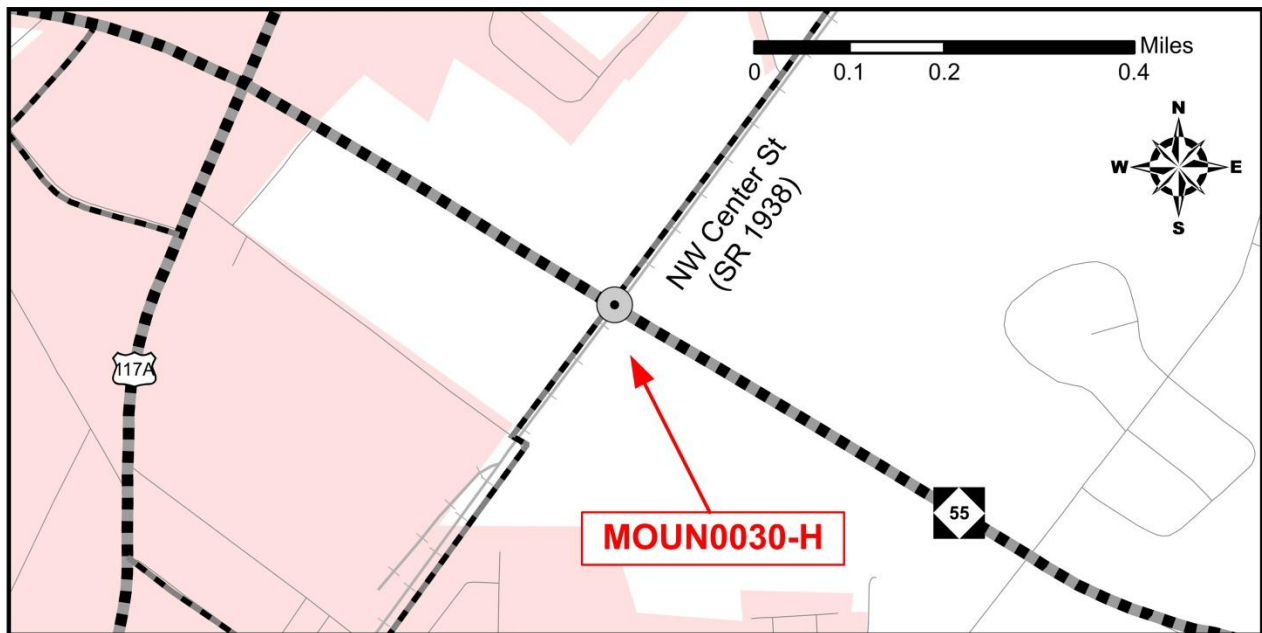 Miles
0 0.1 0.2 0.4
N
W E
S
NW Center St
(SR 1938)
117A
55
MOUN0030-H